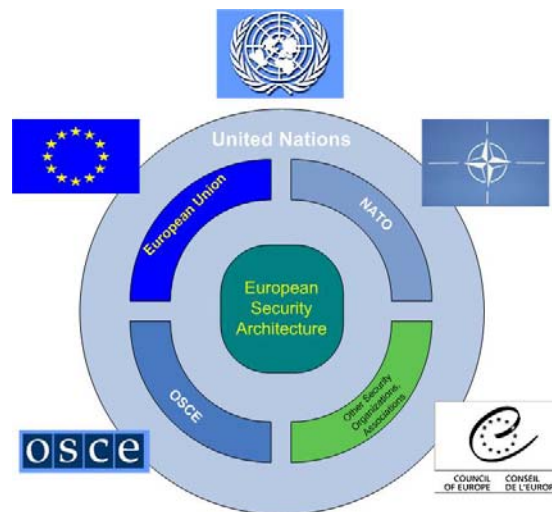 United Nations
European Union
NATO
European
Security
Architecture
OSCE
Other Security
Organizations,
Associations
osce
COUNCIL CONSEIL
OF EUROPE DE L'EUROPE